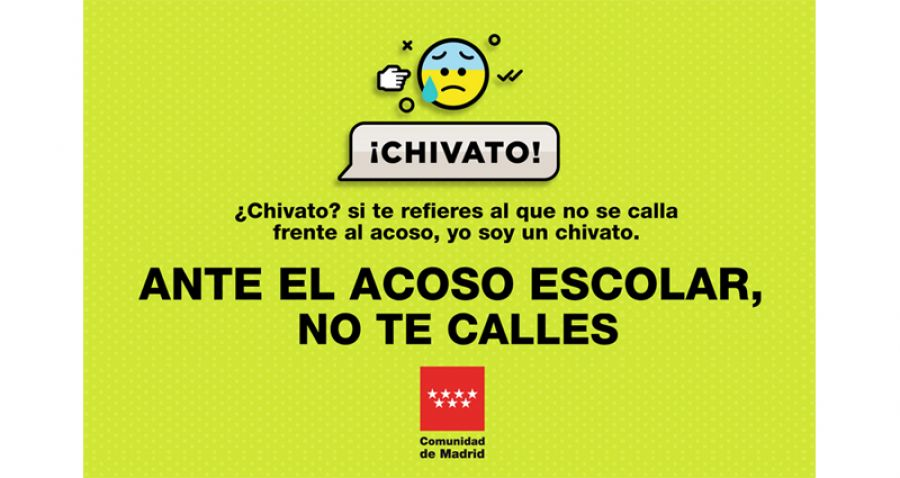 ¡CHIVATO!
¿Chivato? si te refieres al que no se calla
frente al acoso, yo soy un chivato.
ANTE EL ACOSO ESCOLAR,
NO TE CALLES
Comunidad
de Madrid